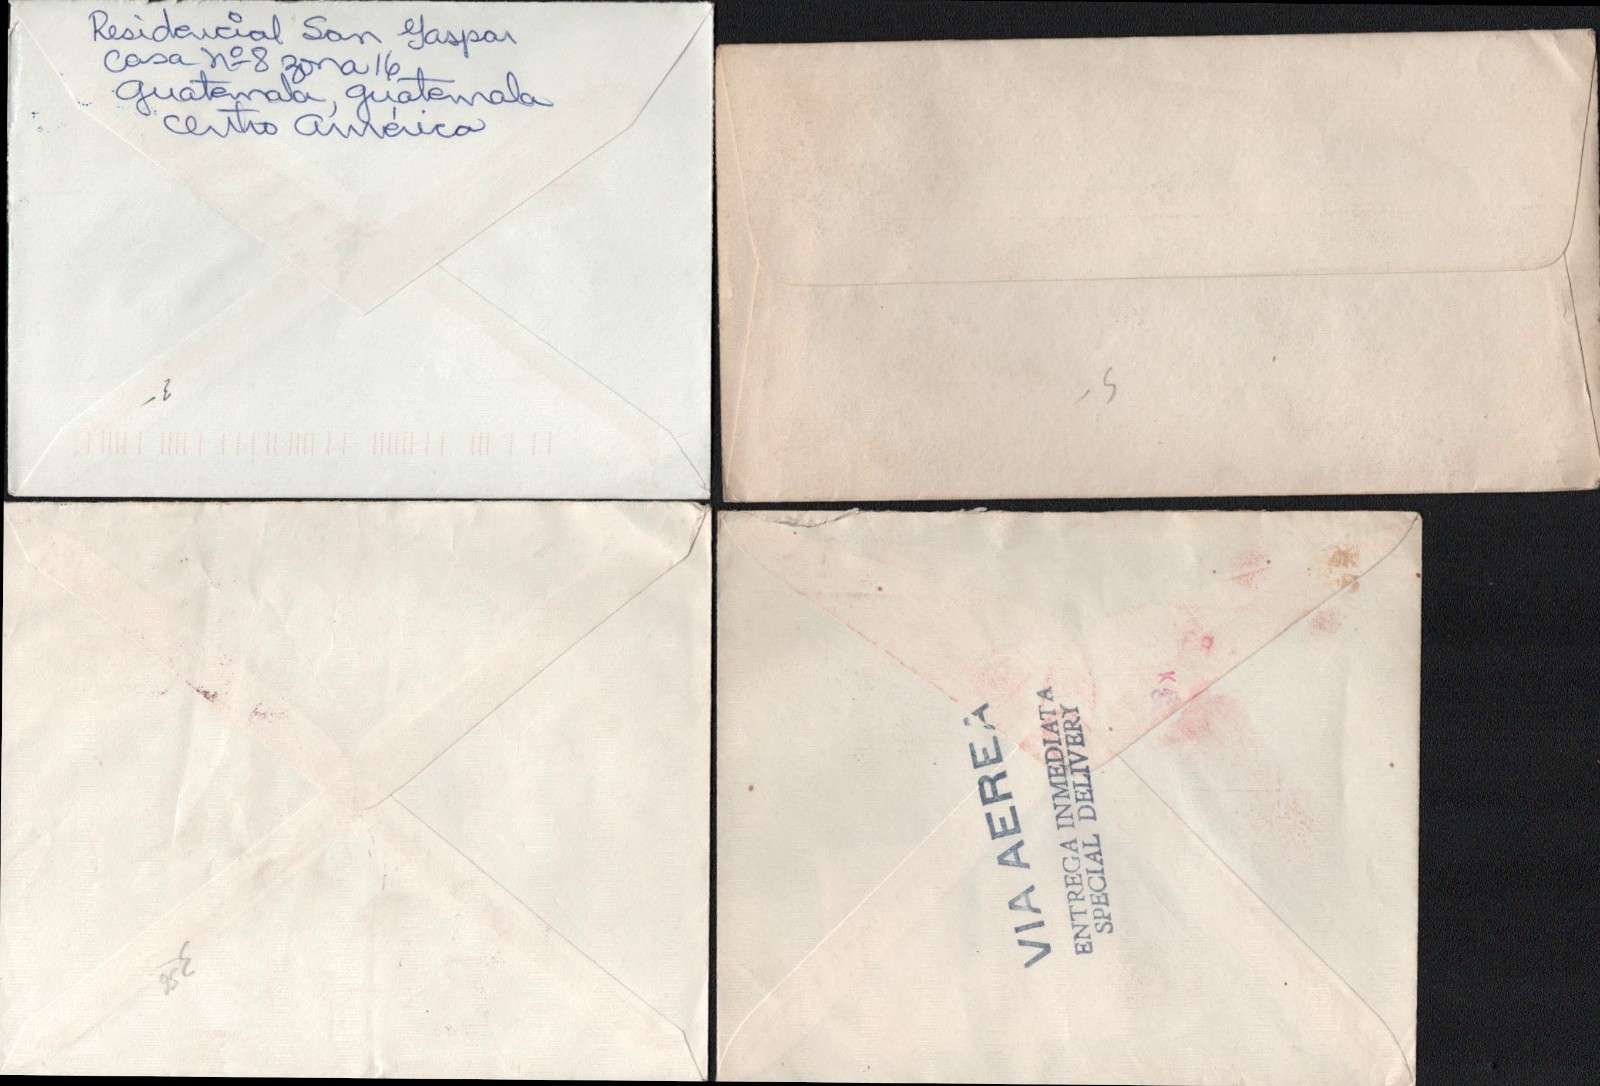 Residencial San Gaspar
Casa Nº 8 zona 16
Guatemala, Guatemala
Centro América
VIA AEREA
ENTREGA INMEDIATA
SPECIAL DELIVERY